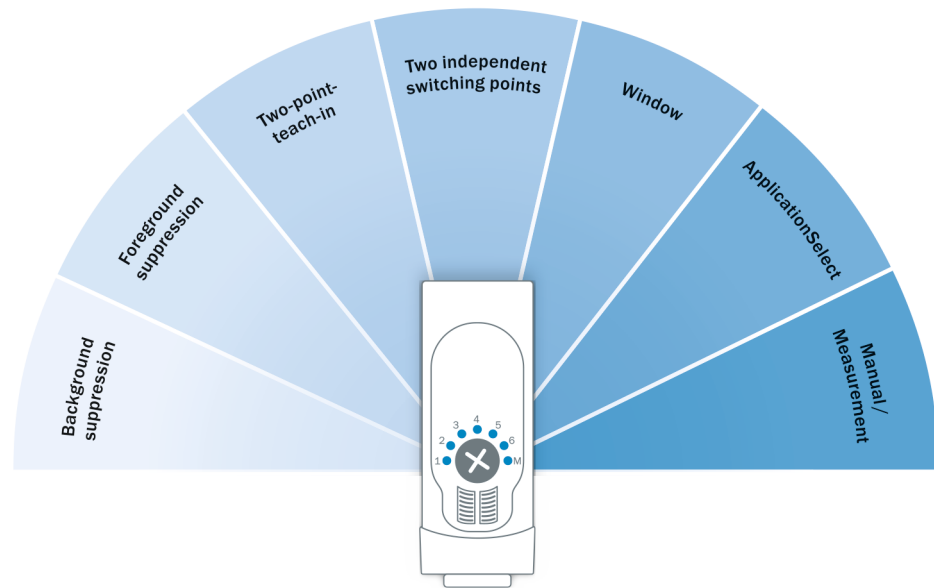 Background
suppression
Foreground
suppression
Two-point-
teach-in
Two independent
switching points
Window
ApplicationSelect
Manual/
Measurement
1
2
3
4
5
6
M